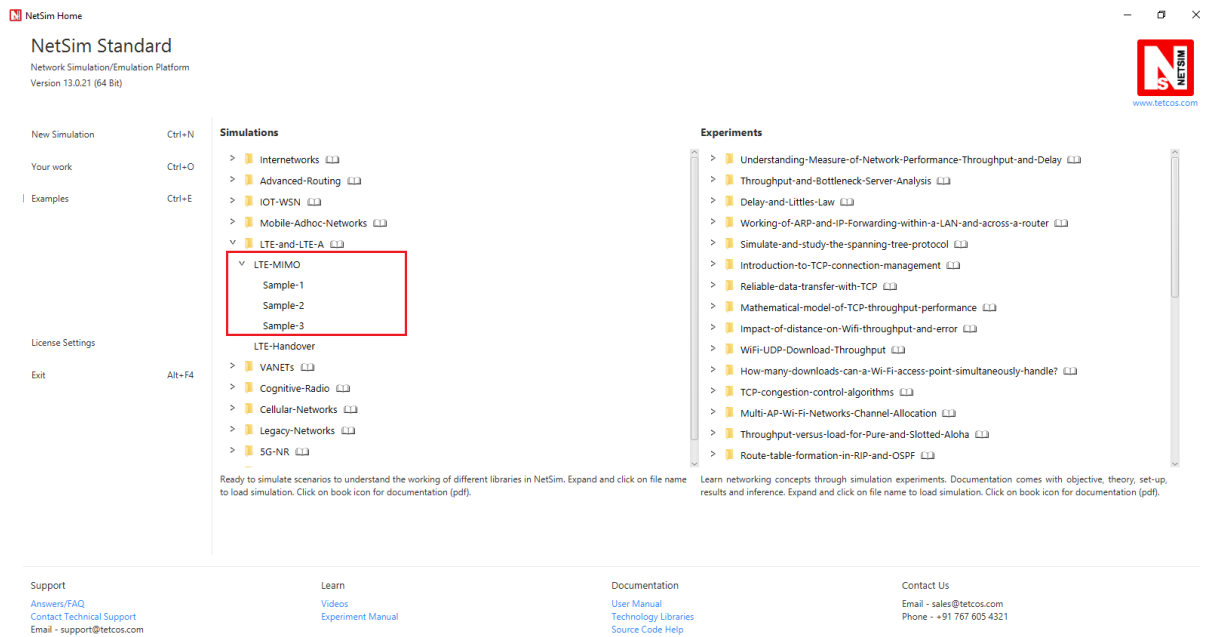 NetSim Home
NetSim Standard
Network Simulation/Emulation Platform
Version 13.0.21 (64 Bit)
NETSIM
www.tetcos.com
New Simulation Ctrl+N
Your work Ctrl+O
Examples Ctrl+E
License Settings
Exit Alt+F4
Simulations
Internetworks
Advanced-Routing
IOT-WSN
Mobile-Adhoc-Networks
LTE-and-LTE-A
LTE-MIMO
Sample-1
Sample-2
Sample-3
LTE-Handover
VANETs
Cognitive-Radio
Cellular-Networks
Legacy-Networks
5G-NR
Ready to simulate scenarios to understand the working of different libraries in NetSim. Expand and click on file name
to load simulation. Click on book icon for documentation (pdf).
Experiments
Understanding-Measure-of-Network-Performance-Throughput-and-Delay
Throughput-and-Bottleneck-Server-Analysis
Delay-and-Littles-Law
Working-of-ARP-and-IP-Forwarding-within-a-LAN-and-across-a-router
Simulate-and-study-the-spanning-tree-protocol
Introduction-to-TCP-connection-management
Reliable-data-transfer-with-TCP
Mathematical-model-of-TCP-throughput-performance
Impact-of-distance-on-Wifi-throughput-and-error
WiFi-UDP-Download-Throughput
How-many-downloads-can-a-Wi-Fi-access-point-simultaneously-handle?
TCP-congestion-control-algorithms
Multi-AP-Wi-Fi-Networks-Channel-Allocation
Throughput-versus-load-for-Pure-and-Slotted-Aloha
Route-table-formation-in-RIP-and-OSPF
Learn networking concepts through simulation experiments. Documentation comes with objective, theory, set-up,
results and inference. Expand and click on file name to load simulation. Click on book icon for documentation (pdf).
Support
Answers/FAQ
Contact Technical Support
Email - support@tetcos.com
Learn
Videos
Experiment Manual
Documentation
User Manual
Technology Libraries
Source Code Help
Contact Us
Email - sales@tetcos.com
Phone - +91 767 605 4321